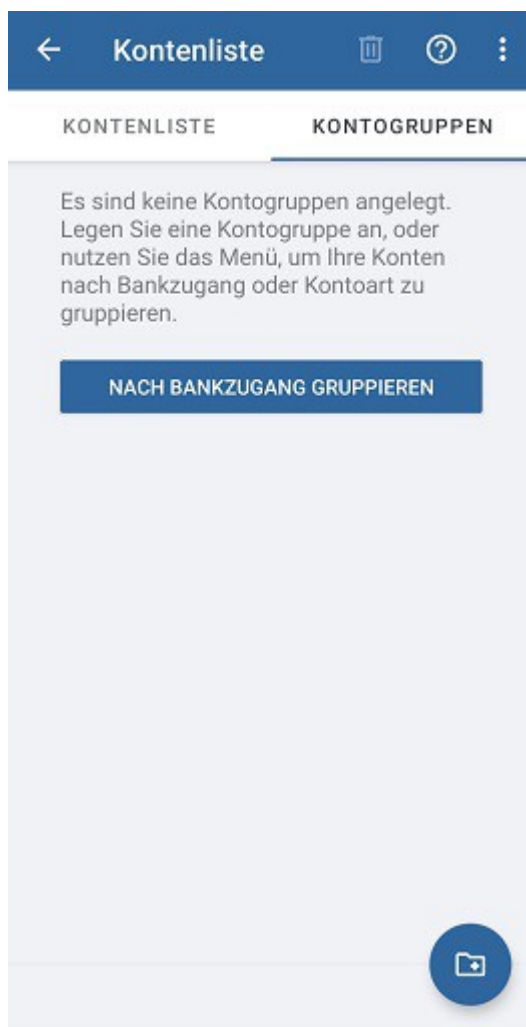 Kontenliste
KONTENLISTE KONTOGRUPPEN
Es sind keine Kontogruppen angelegt.
Legen Sie eine Kontogruppe an, oder
nutzen Sie das Menü, um Ihre Konten
nach Bankzugang oder Kontoart zu
gruppieren.
NACH BANKZUGANG GRUPPIEREN